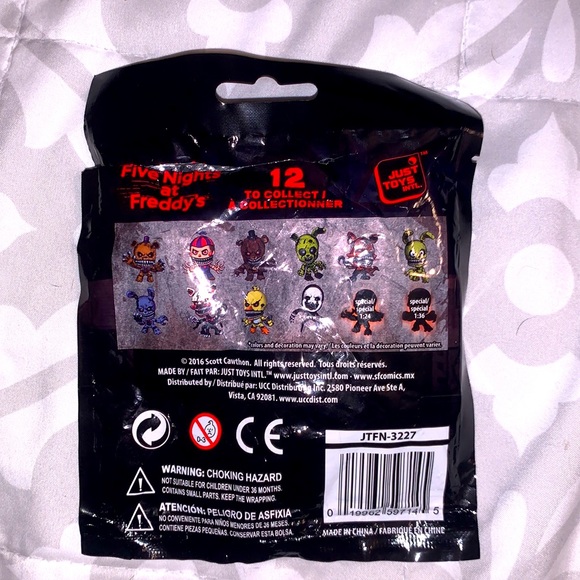 Five Nights
at
Freddy's
12
TO COLLECT /
À COLLECTIONNER
JUST
TOYS
INTL.
TM
special/
spécial
1:24
special/
spécial
1:36
*colors and decoration may vary/ *Les couleurs et la décoration peuvent varier
© 2016 Scott Cawthon. All rights reserved. Tous droits réservés.
MADE BY / FAIT PAR: JUST TOYS INTL.™ www.justtoysintl.com • www.sfcomics.mx
Distributed by / Distribué par: UCC Distributing Inc. 2580 Pioneer Ave Ste A,
Vista, CA 92081. www.uccdist.com
0-3
CE
WARNING: CHOKING HAZARD
NOT SUITABLE FOR CHILDREN UNDER 36 MONTHS.
CONTAINS SMALL PARTS. KEEP THE WRAPPING.
ATENCIÓN: PELIGRO DE ASFIXIA
NO CONVENIENTE PARA NIÑOS MENORES DE 36 MESES.
CONTIENE PIEZAS PEQUEÑAS. CONSERVAR ESTA BOLSA.
JTFN-3227
0 5
MADE IN CHINA / FABRIQUÉ EN CHINE